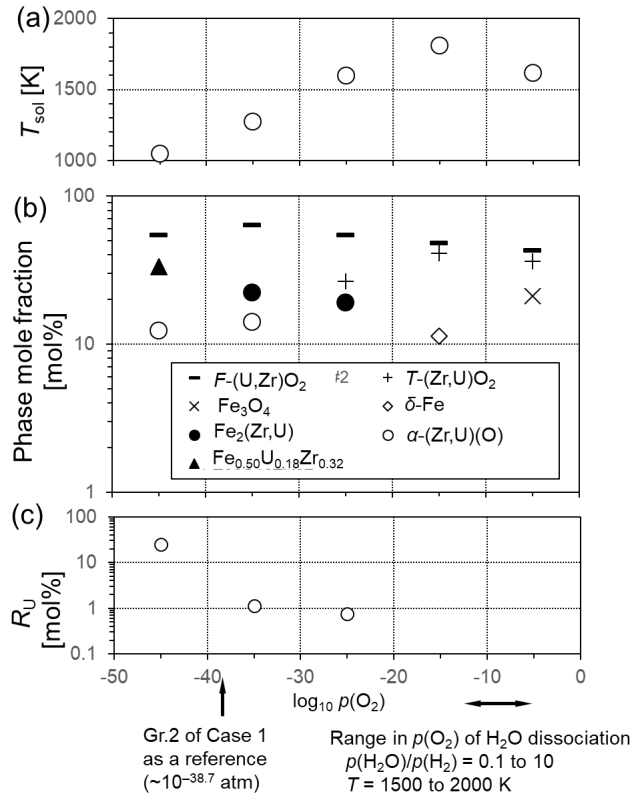 (a)
2000
1500
1000
T_sol [K]
(b)
100
10
1
Phase mole fraction
[mol%]
F-(U,Zr)O₂ #2 T-(Zr,U)O₂
Fe₃O₄ δ-Fe
Fe₂(Zr,U) α-(Zr,U)(O)
Fe₀.₅₀U₀.₁₈Zr₀.₃₂
(c)
100
10
1
0.1
R_U
[mol%]
-50 -40 -30 -20 -10 0
log₁₀ p(O₂)
Gr.2 of Case 1
as a reference
(~10⁻³⁸·⁷ atm)
Range in p(O₂) of H₂O dissociation
p(H₂O)/p(H₂) = 0.1 to 10
T = 1500 to 2000 K